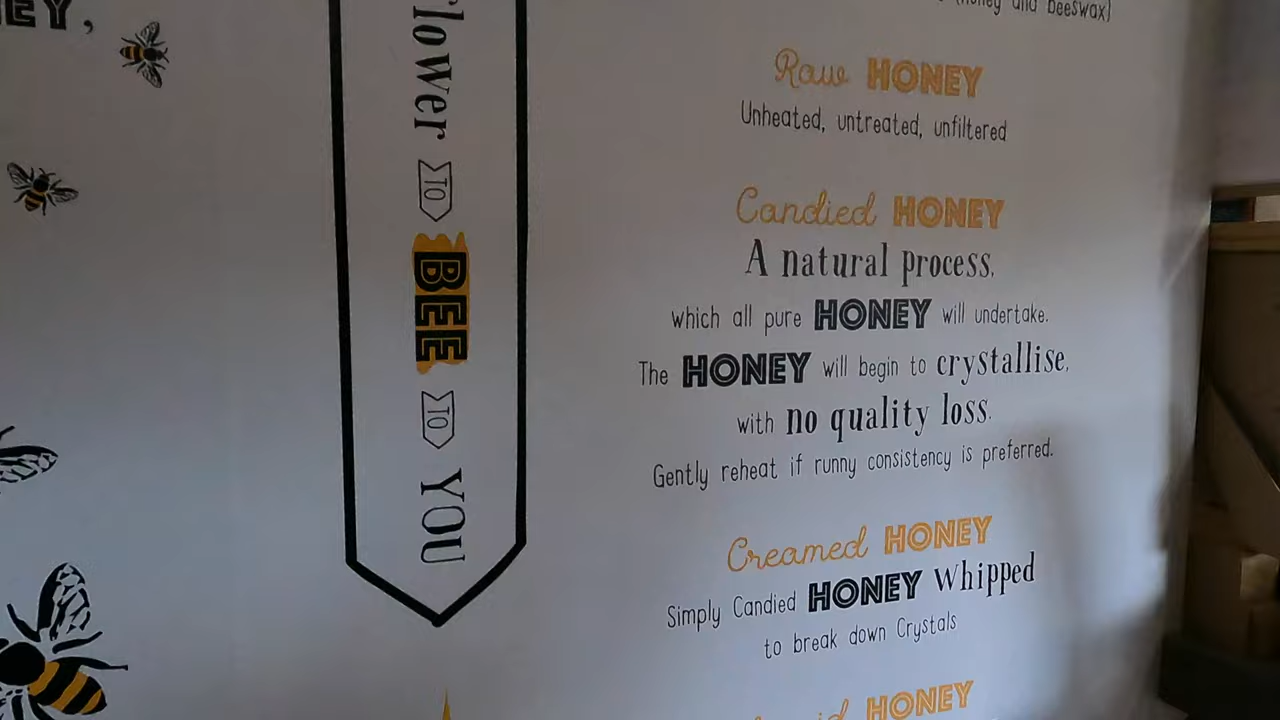 EY,
lower TO BEE TO YOU
(honey and beeswax)
Raw HONEY
Unheated, untreated, unfiltered
Candied HONEY
A natural process,
which all pure HONEY will undertake.
The HONEY will begin to crystallise,
with no quality loss.
Gently reheat if runny consistency is preferred.
Creamed HONEY
Simply Candied HONEY Whipped
to break down Crystals
HONEY